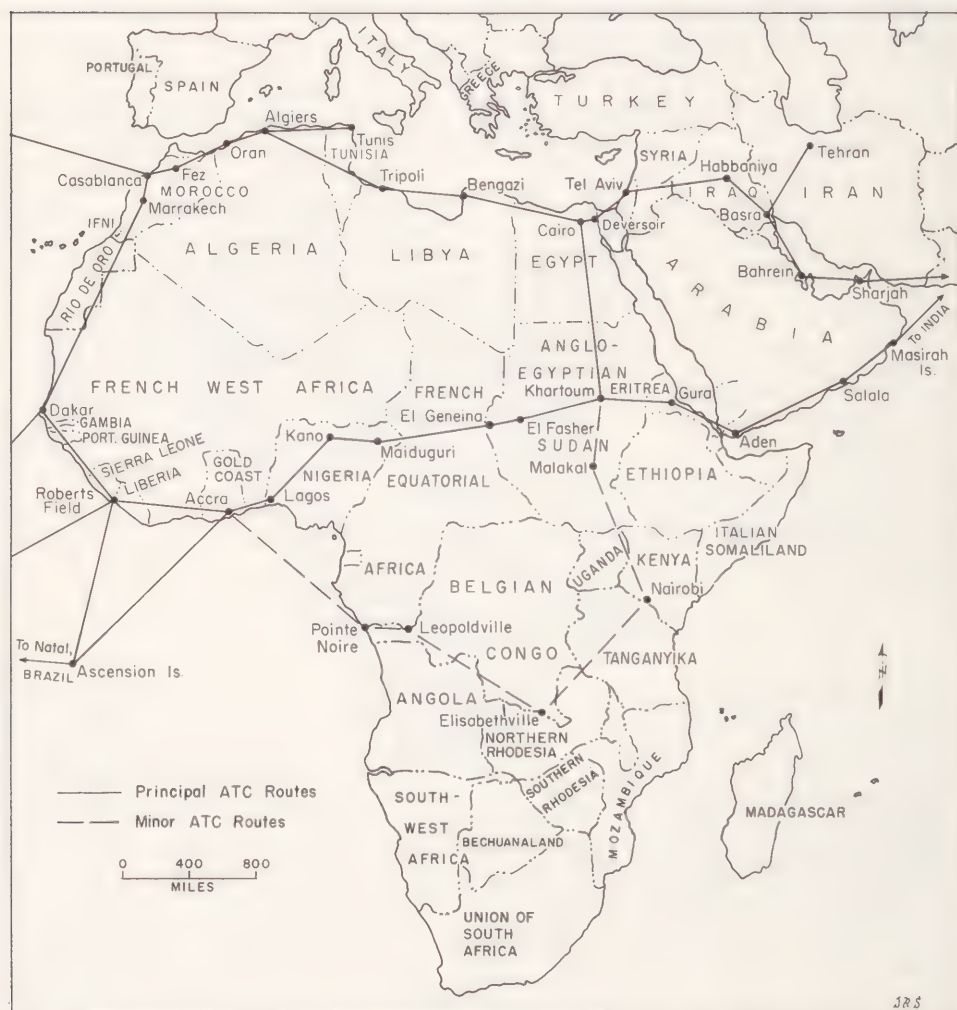 ITALY
PORTUGAL
SPAIN
GREECE
TURKEY
Algiers
Tunis
TUNISIA
Oran
Fez
Casablanca
MOROCCO
Marrakech
Tripoli
Bengazi
Tel Aviv
SYRIA
Habbaniya
Tehran
IRAQ
IRAN
Basra
Cairo
Deversoir
IFNI
RIO DE ORO
ALGERIA
LIBYA
EGYPT
Bahrein
Sharjah
ARABIA
To INDIA
Masirah
Is.
Salala
ANGLO-
EGYPTIAN
SUDAN
FRENCH WEST AFRICA
FRENCH
EQUATORIAL
AFRICA
Khartoum
ERITREA
Gura
Aden
El Geneina
El Fasher
Malakal
Dakar
GAMBIA
PORT. GUINEA
SIERRA LEONE
LIBERIA
Roberts
Field
GOLD
COAST
Accra
Kano
Maiduguri
NIGERIA
Lagos
ETHIOPIA
ITALIAN
SOMALILAND
UGANDA
KENYA
Nairobi
BELGIAN
CONGO
Pointe
Noire
Leopoldville
TANGANYIKA
To Natal,
BRAZIL
Ascension Is.
ANGOLA
Elisabethville
NORTHERN
RHODESIA
SOUTHERN
RHODESIA
MOZAMBIQUE
MADAGASCAR
SOUTH-
WEST
AFRICA
BECHUANALAND
UNION OF
SOUTH
AFRICA
Principal ATC Routes
Minor ATC Routes
0 400 800
MILES
N
JRS